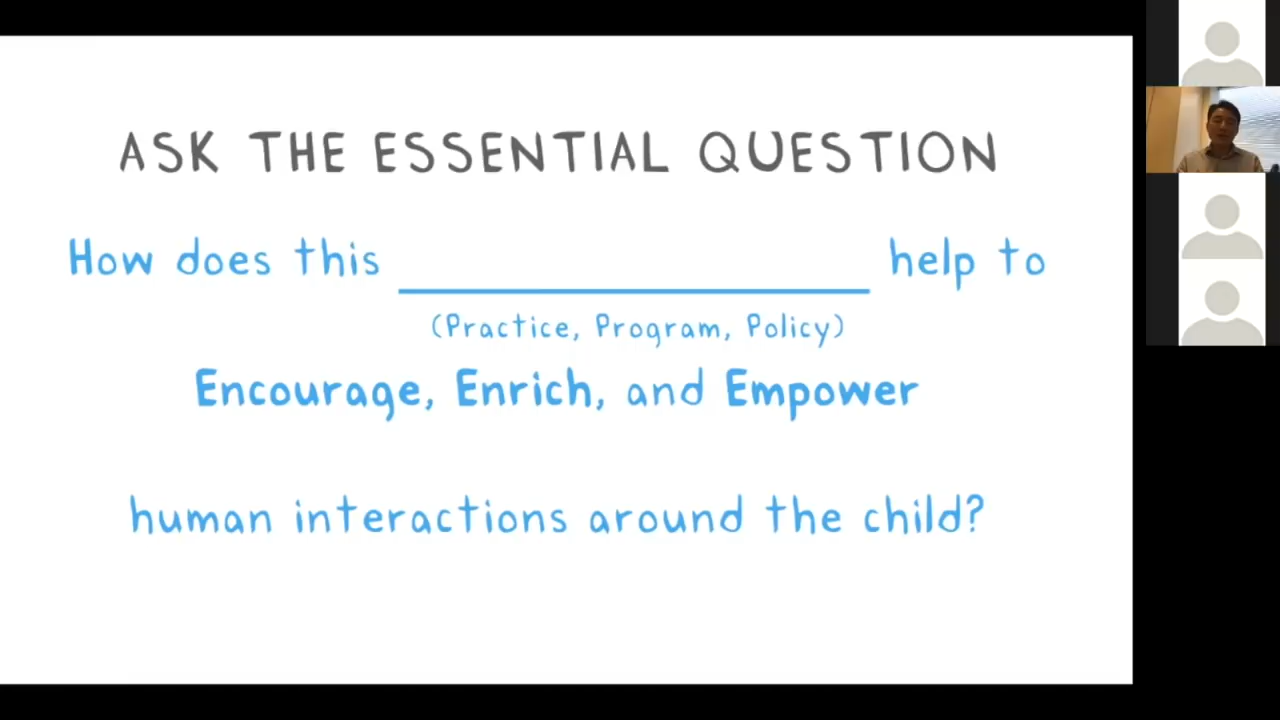 ASK THE ESSENTIAL QUESTION
How does this ____________________ help to
(Practice, Program, Policy)
Encourage, Enrich, and Empower
human interactions around the child?